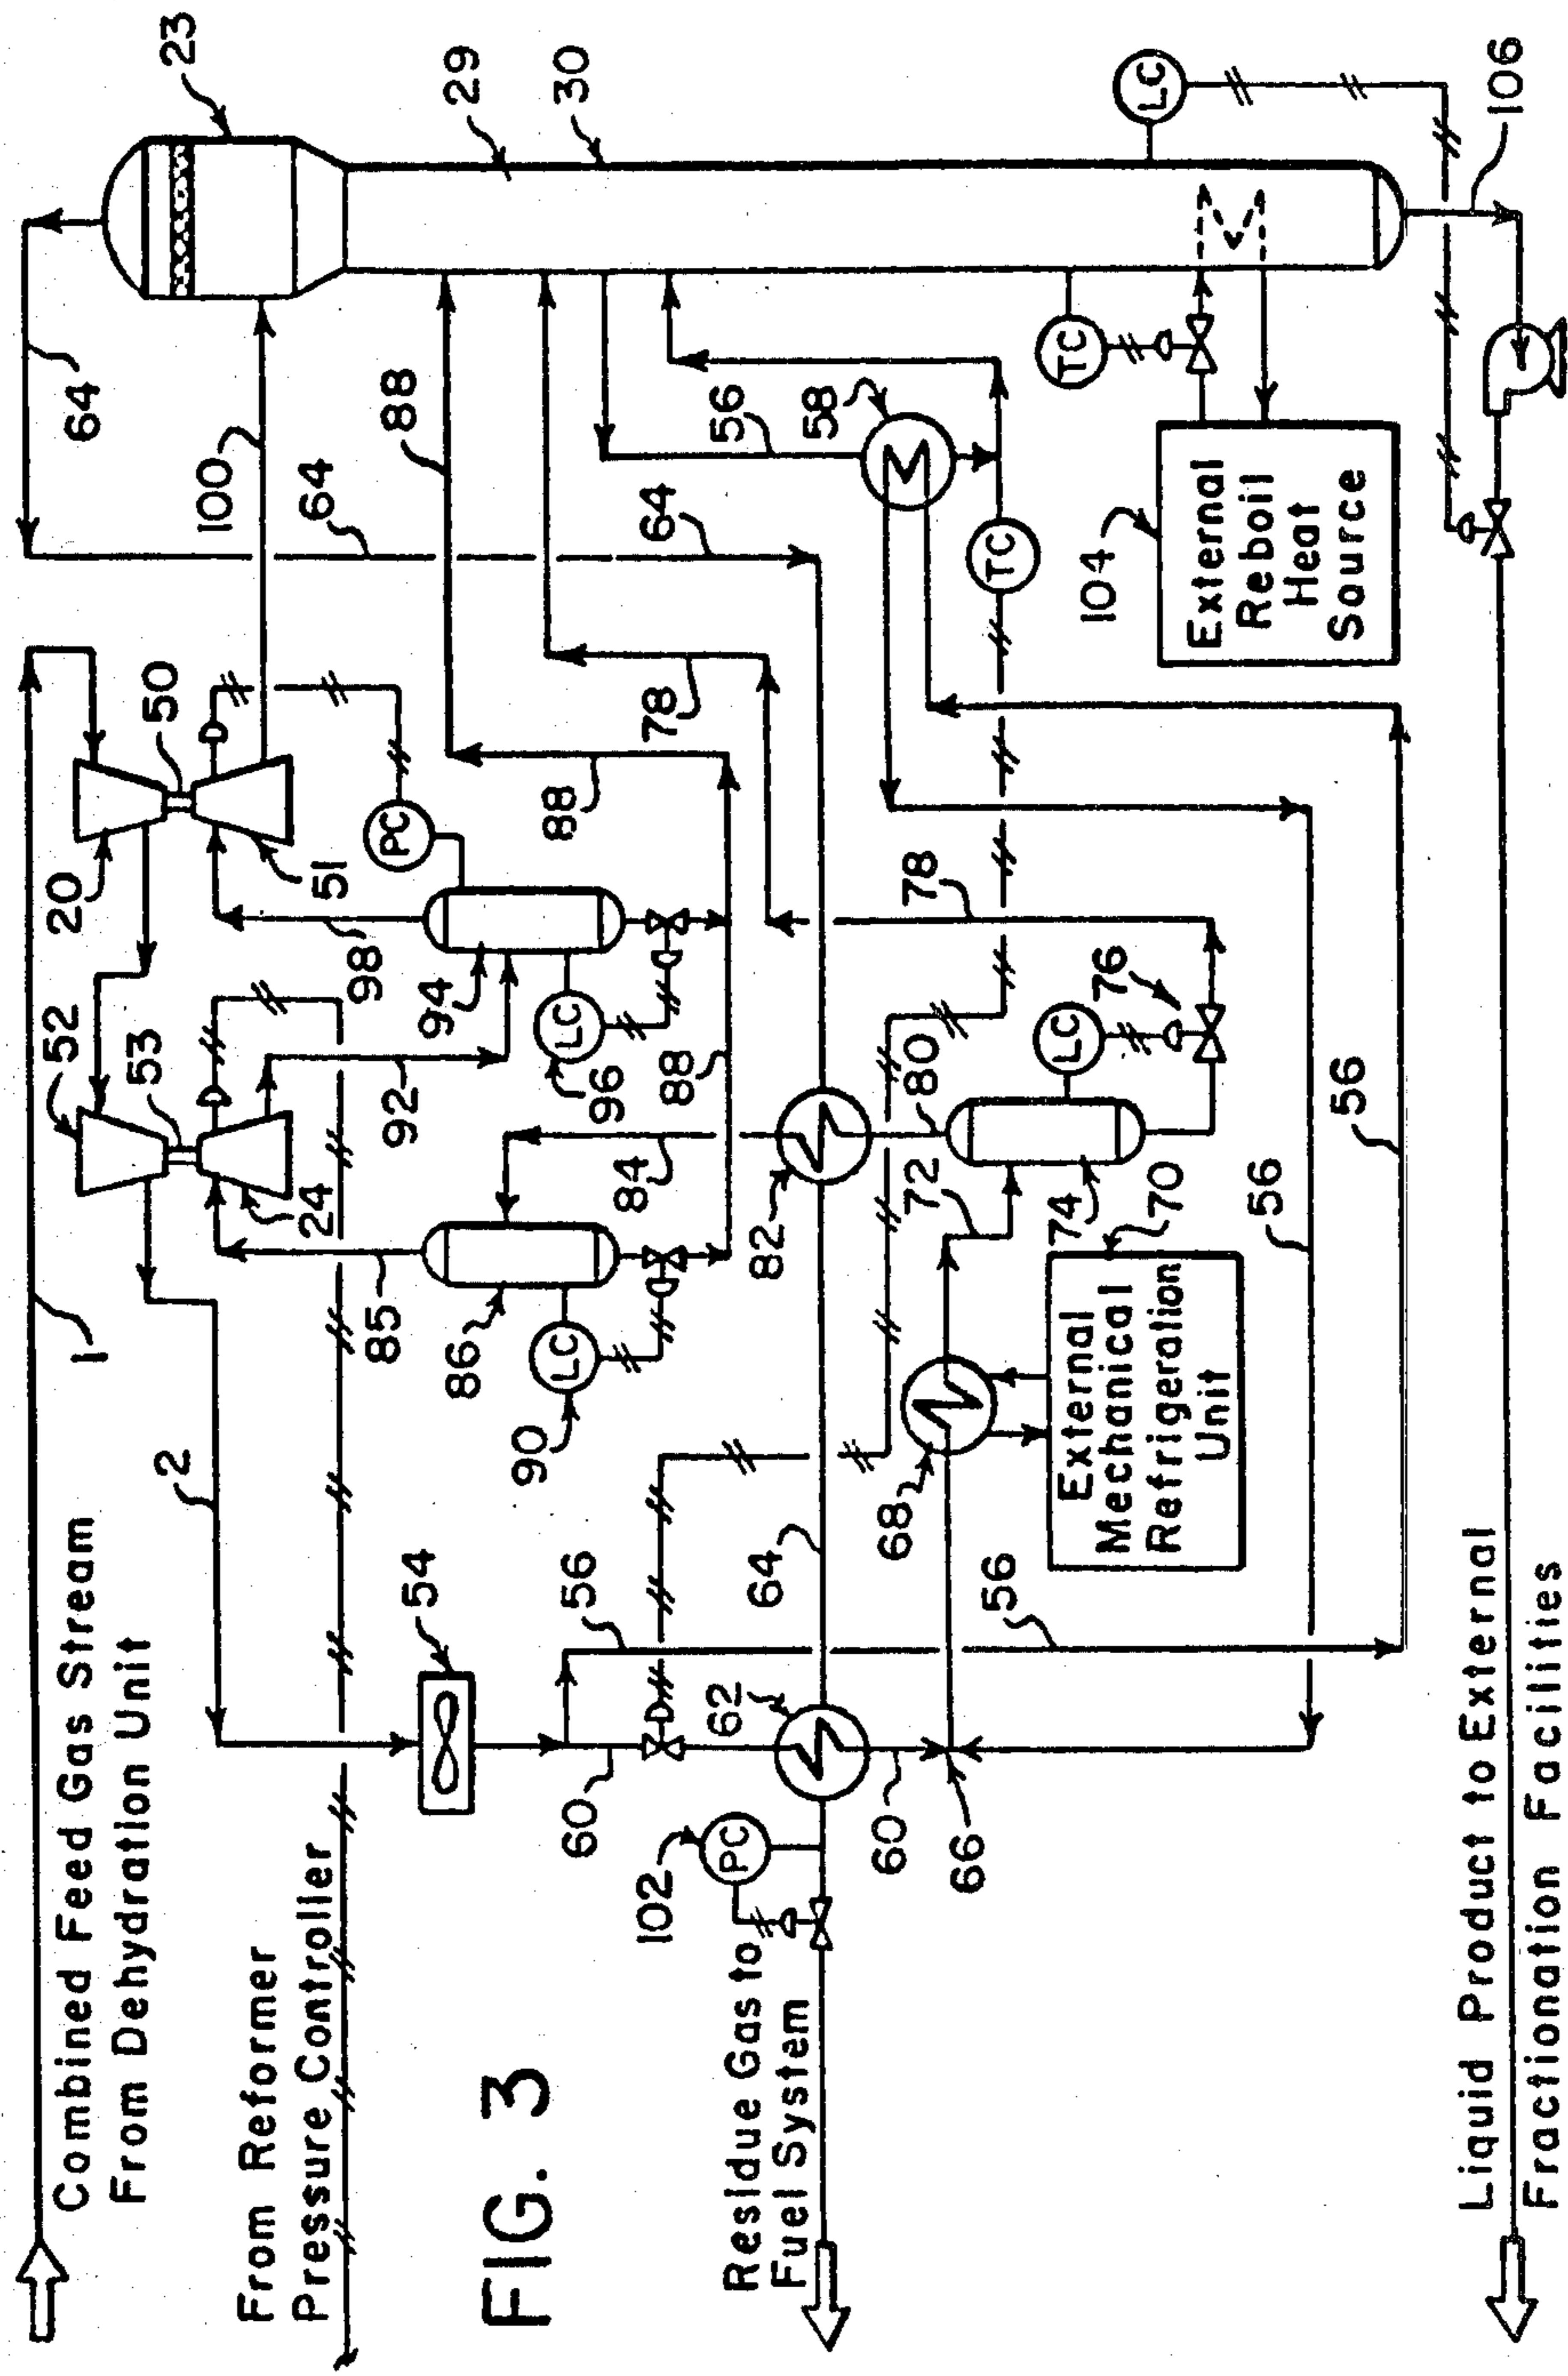 Combined Feed Gas Stream
From Dehydration Unit
From Reformer
Pressure Controller
FIG. 3
Residue Gas to
Fuel System
Liquid Product to External
Fractionation Facilities
1
2
52
53
20
50
64
23
24
51
100
85
92
98
PC
94
LC
96
86
LC
90
88
88
88
29
30
54
56
60
62
102
PC
60
66
64
64
82
84
80
78
78
56
58
TC
TC
LC
68
72
74
70
LC
76
External
Mechanical
Refrigeration
Unit
56
56
56
104
External
Reboil
Heat
Source
106